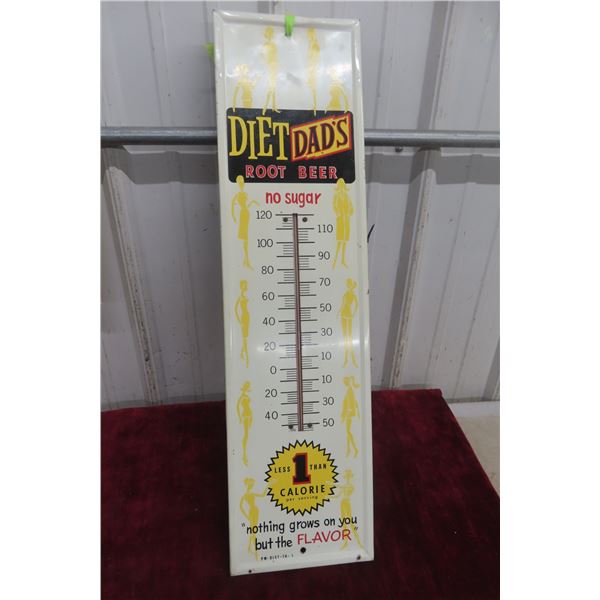 DIET DAD'S
ROOT BEER
no sugar
120
110
100
90
80
70
60
50
40
30
20
10
0
10
20
30
40
50
LESS 1 THAN
CALORIE
per serving
"nothing grows on you
but the FLAVOR"